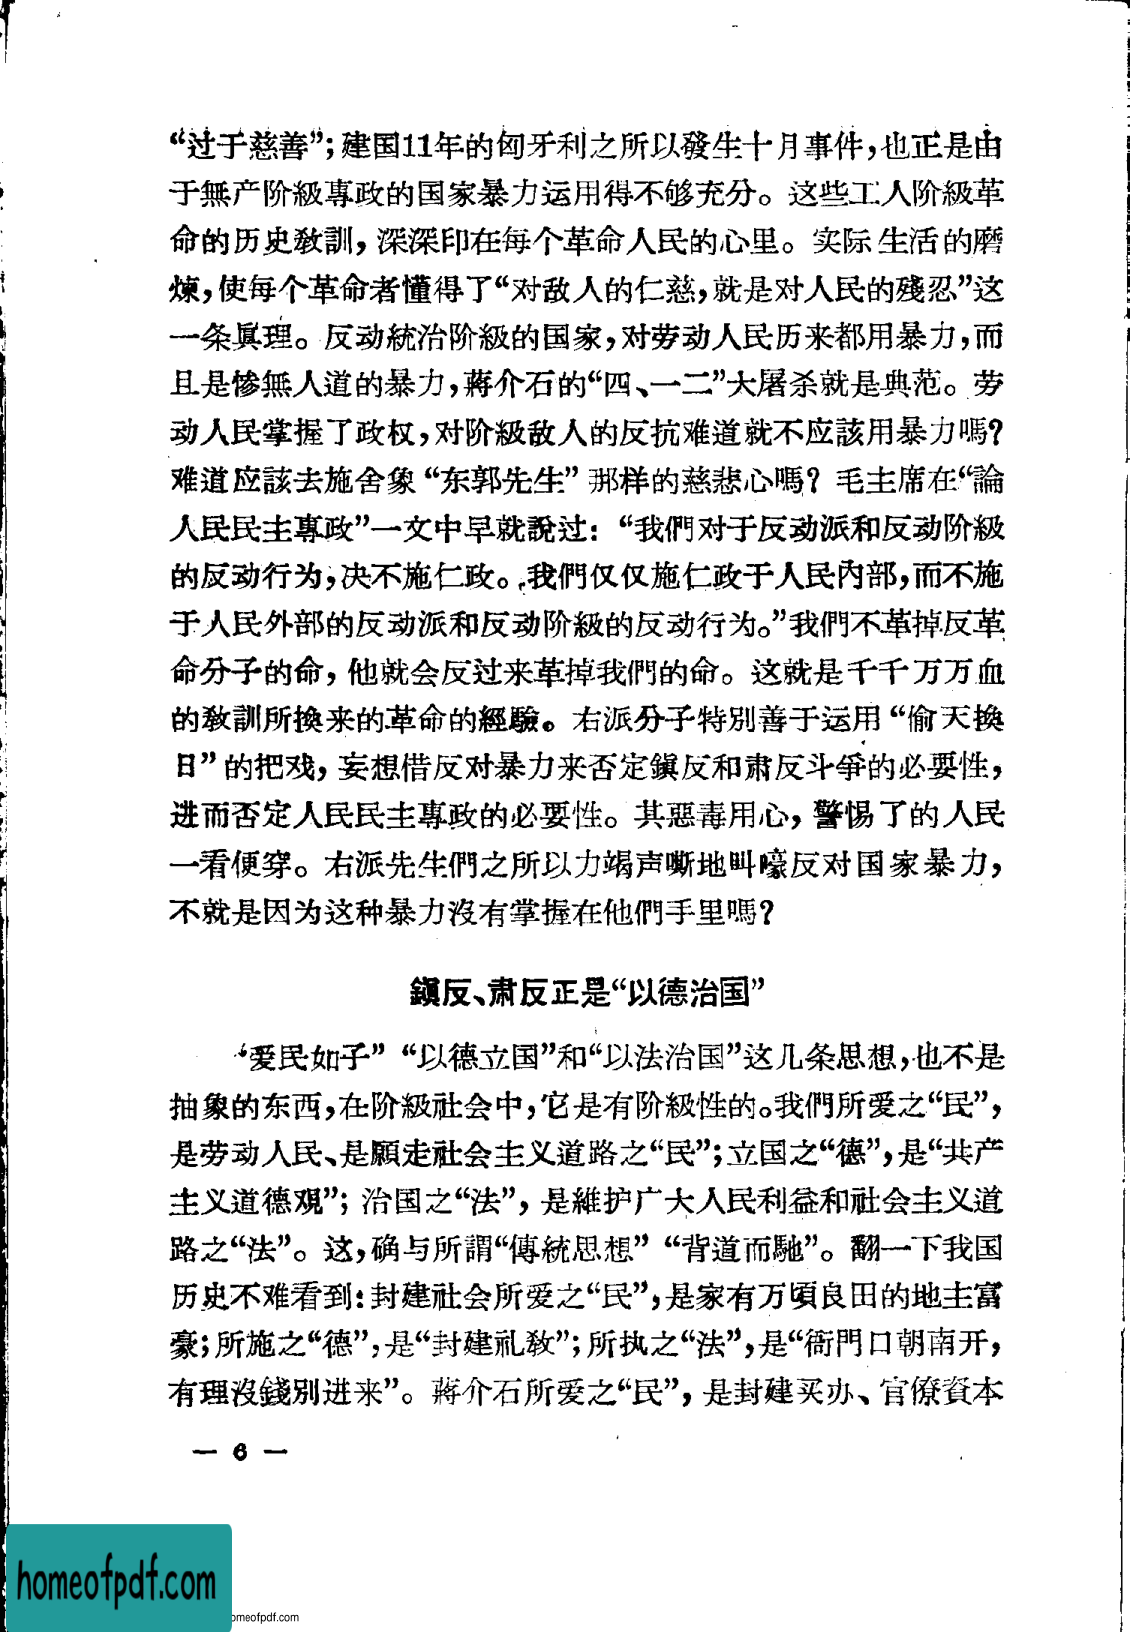 “过于慈善”；建国11年的匈牙利之所以發生十月事件，也正是由
于無产阶級專政的国家暴力运用得不够充分。这些工人阶級革
命的历史敎訓，深深印在每个革命人民的心里。实际生活的磨
煉，使每个革命者懂得了“对敌人的仁慈，就是对人民的殘忍”这
一条眞理。反动統治阶級的国家，对劳动人民历来都用暴力，而
且是惨無人道的暴力，蔣介石的“四、一二”大屠杀就是典范。劳
动人民掌握了政权，对阶級敌人的反抗难道就不应該用暴力嗎？
难道应該去施舍象“东郭先生”那样的慈悲心嗎？毛主席在“論
人民民主專政”一文中早就說过：“我們对于反动派和反动阶級
的反动行为，决不施仁政。我們仅仅施仁政于人民內部，而不施
于人民外部的反动派和反动阶級的反动行为。”我們不革掉反革
命分子的命，他就会反过来革掉我們的命。这就是千千万万血
的敎訓所換来的革命的經驗。右派分子特別善于运用“偷天換
日”的把戏，妄想借反对暴力来否定鎭反和肃反斗爭的必要性，
进而否定人民民主專政的必要性。其惡毒用心，警惕了的人民
一看便穿。右派先生們之所以力竭声嘶地叫嚎反对国家暴力，
不就是因为这种暴力沒有掌握在他們手里嗎？
鎭反、肃反正是“以德治国”
“爱民如子”“以德立国”和“以法治国”这几条思想，也不是
抽象的东西，在阶級社会中，它是有阶級性的。我們所爱之“民”，
是劳动人民、是願走社会主义道路之“民”；立国之“德”，是“共产
主义道德观”；治国之“法”，是維护广大人民利益和社会主义道
路之“法”。这，确与所謂“傳統思想”“背道而馳”。翻一下我国
历史不难看到：封建社会所爱之“民”，是家有万頃良田的地主富
豪；所施之“德”，是“封建礼敎”；所执之“法”，是“衙門口朝南开，
有理沒錢別进来”。蔣介石所爱之“民”，是封建买办、官僚資本
— 6 —
homeofpdf.com
omeofpdf.com